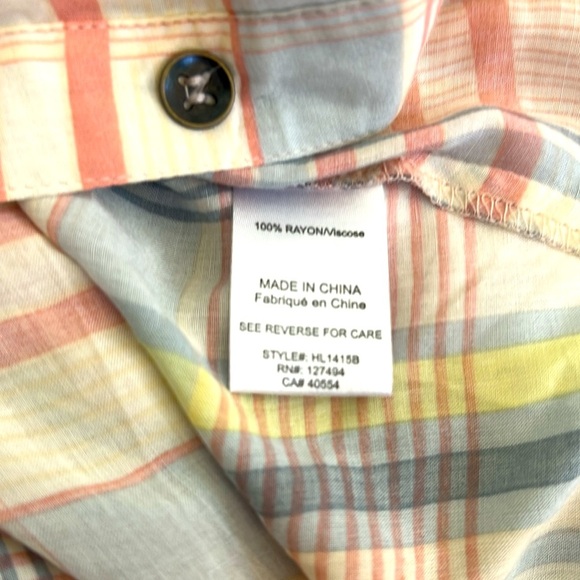 100% RAYON/Viscose
MADE IN CHINA
Fabriqué en Chine
SEE REVERSE FOR CARE
STYLE#: HL1415B
RN#: 127494
CA# 40554